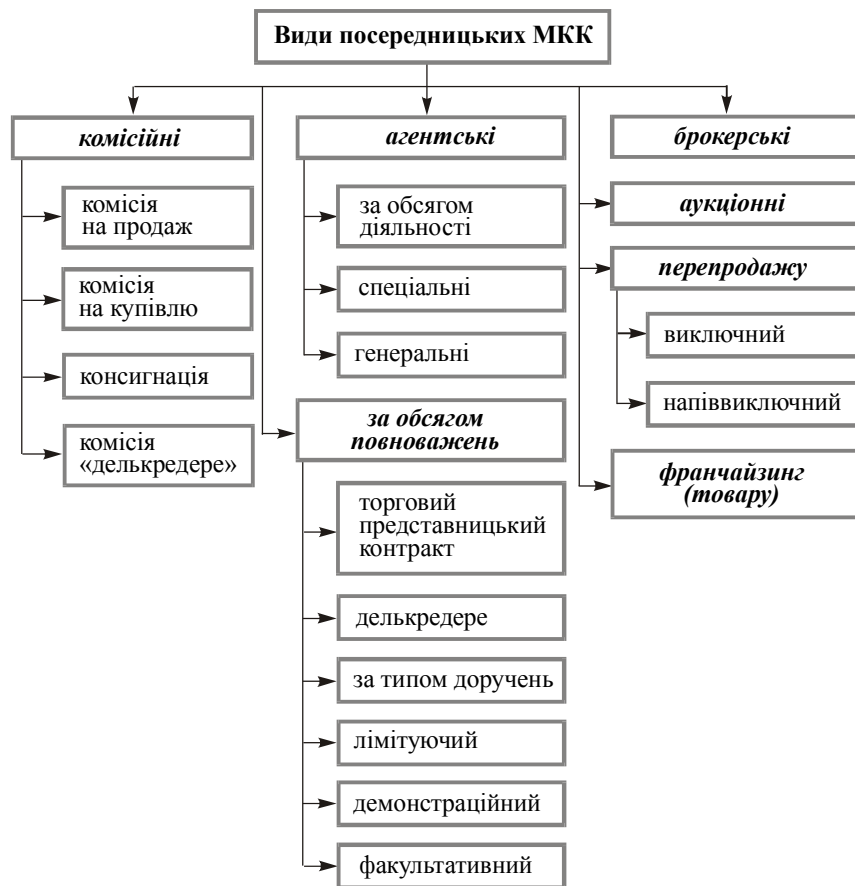 Види посередницьких МКК
комісійні
комісія
на продаж
комісія
на купівлю
консигнація
комісія
«делькредере»
агентські
за обсягом
діяльності
спеціальні
генеральні
за обсягом
повноважень
торговий
представницький
контракт
делькредере
за типом доручень
лімітуючий
демонстраційний
факультативний
брокерські
аукціонні
перепродажу
виключний
напіввиключний
франчайзинг
(товару)